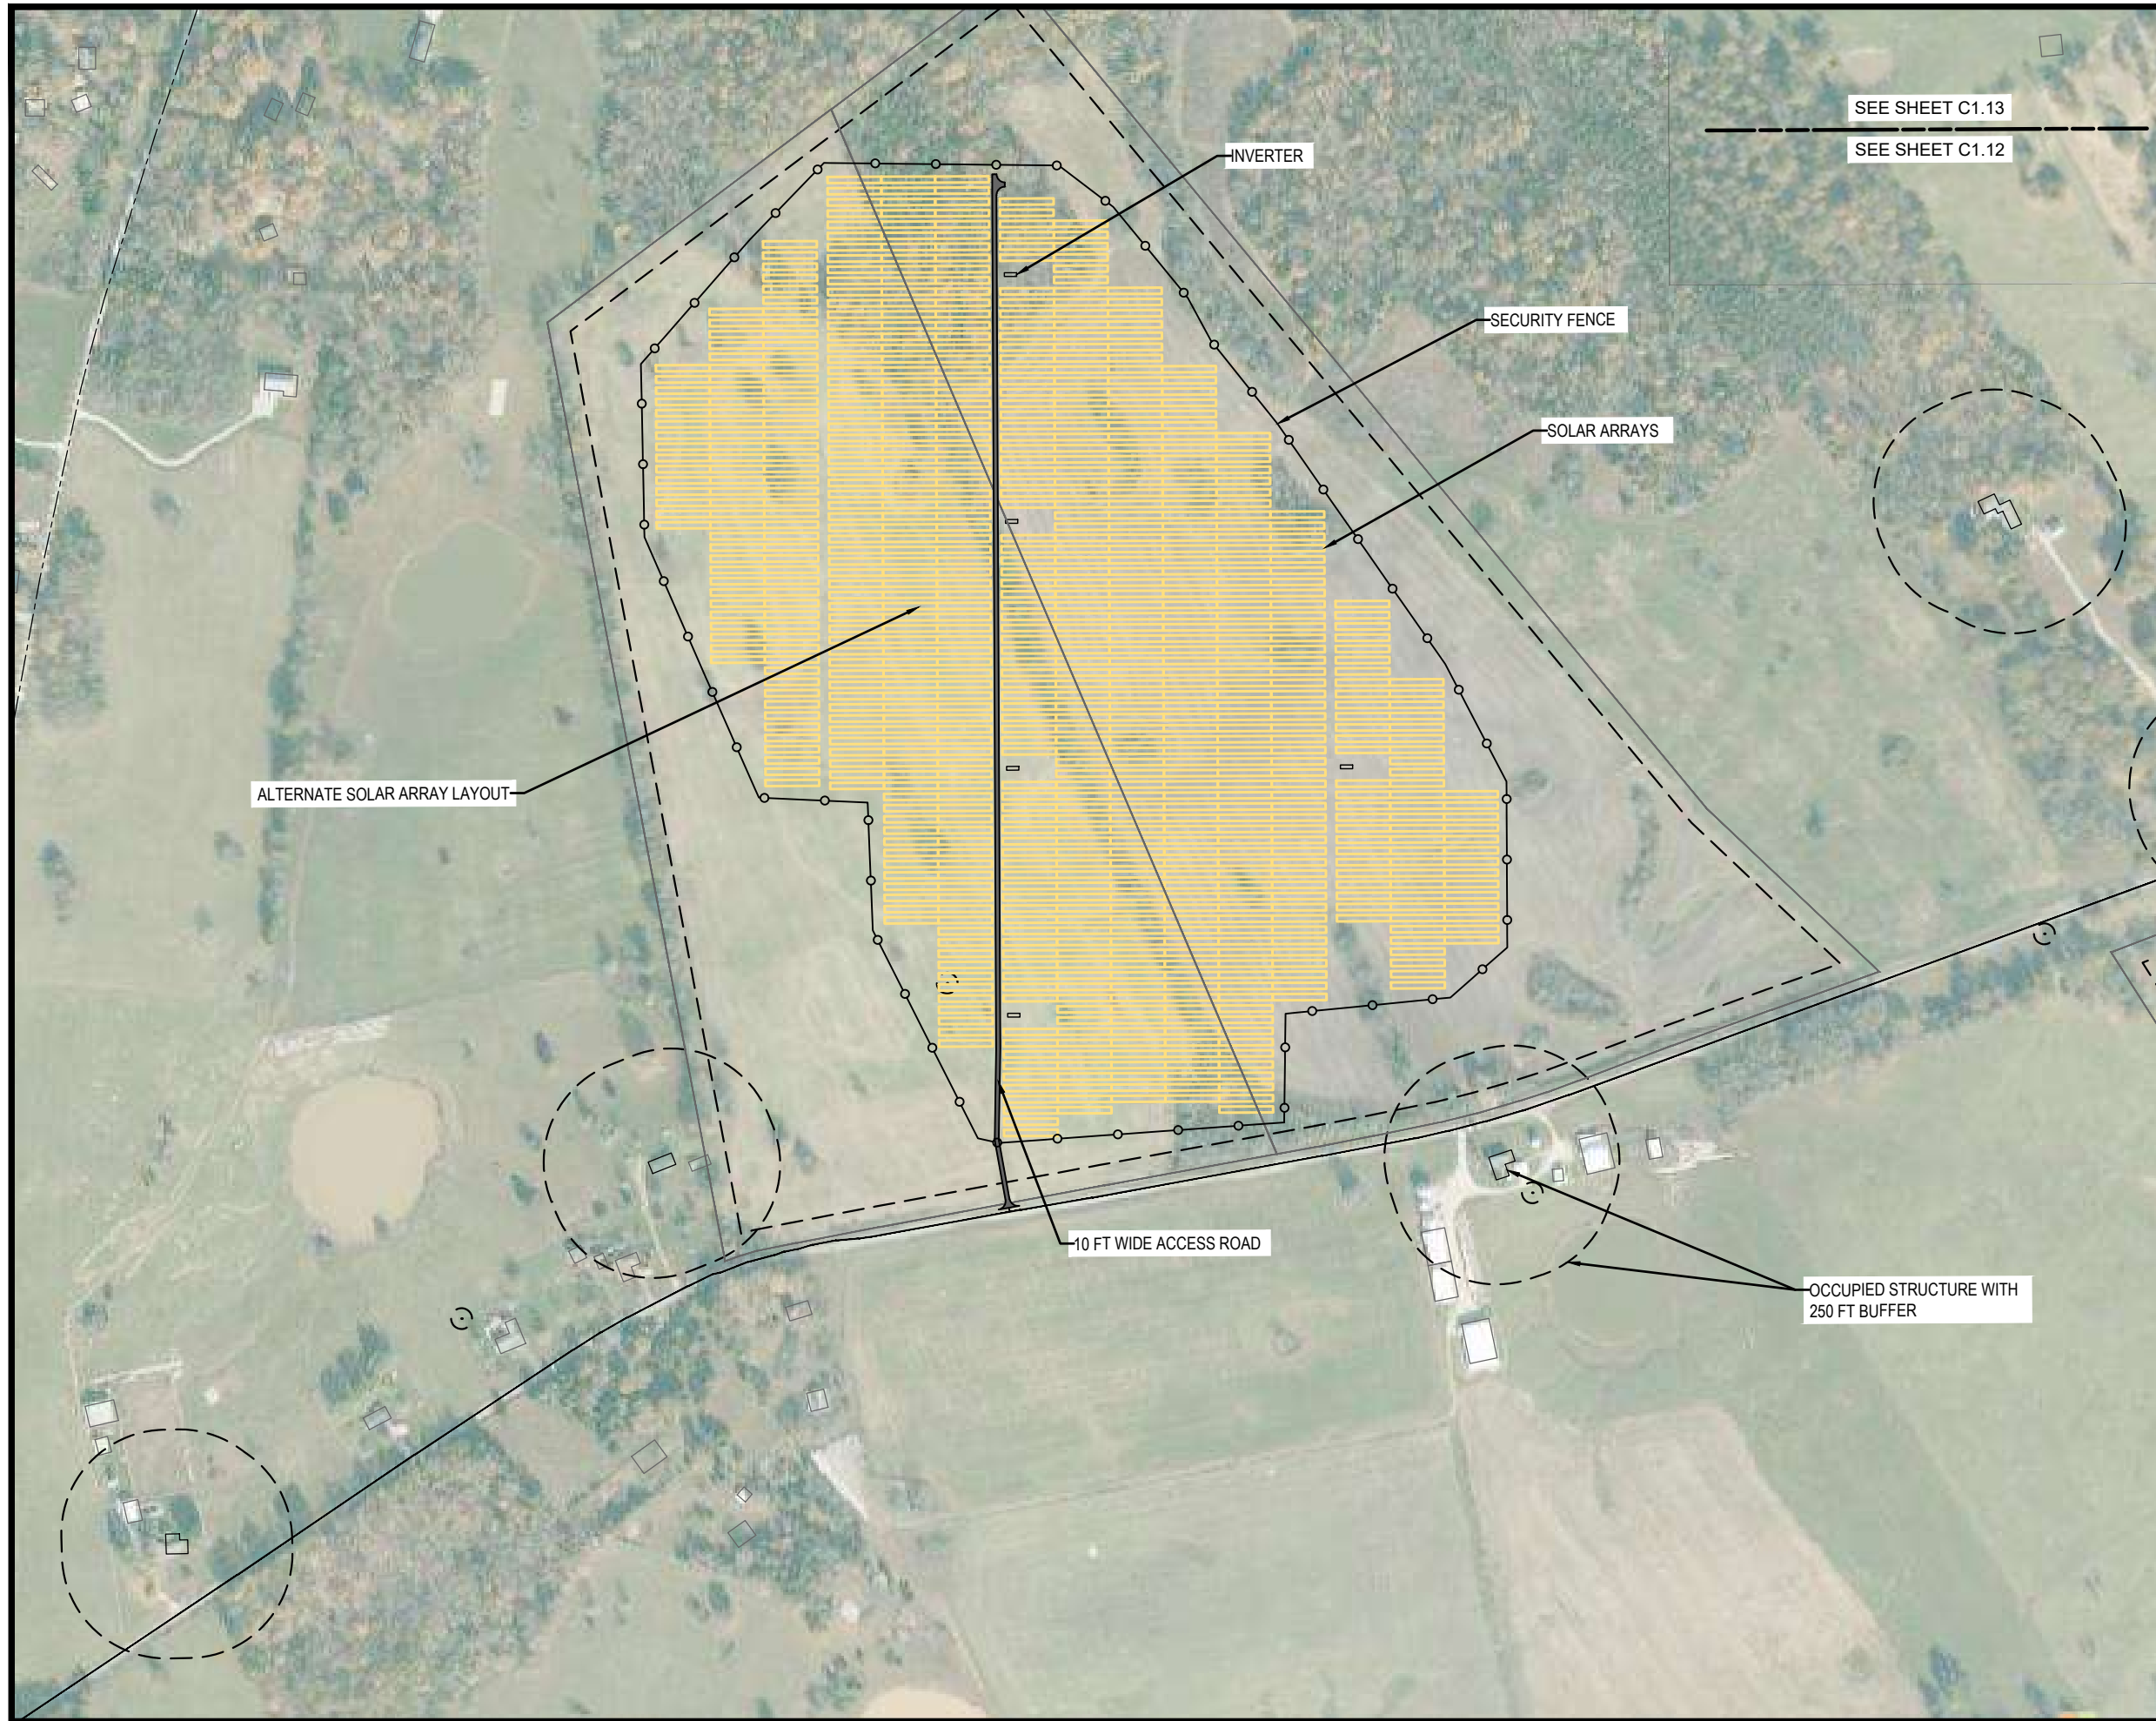 SEE SHEET C1.13
SEE SHEET C1.12
INVERTER
SECURITY FENCE
SOLAR ARRAYS
ALTERNATE SOLAR ARRAY LAYOUT
10 FT WIDE ACCESS ROAD
OCCUPIED STRUCTURE WITH
250 FT BUFFER